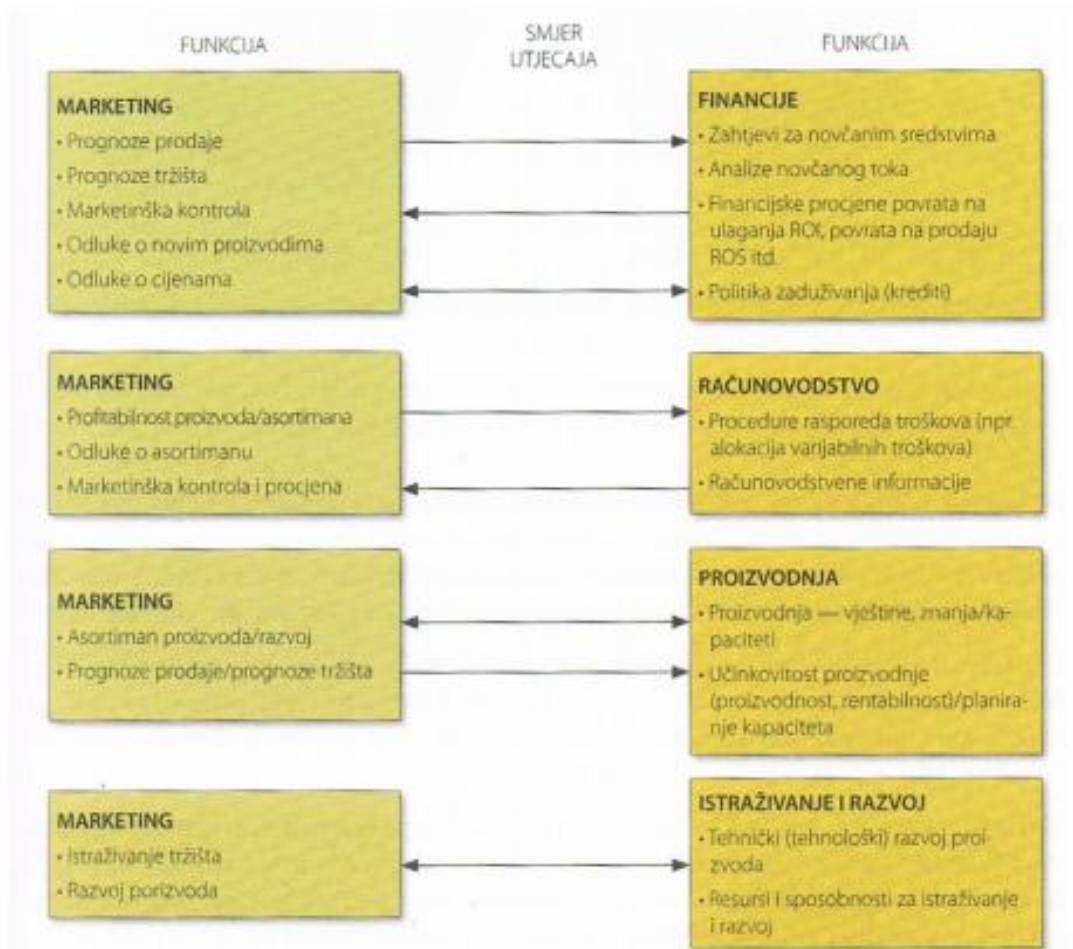 FUNKCIJA
SMJER
UTJECAJA
FUNKCIJA
MARKETING
• Prognoze prodaje
• Prognoze tržišta
• Marketinška kontrola
• Odluke o novim proizvodima
• Odluke o cijenama
FINANCIJE
• Zahtjevi za novčanim sredstvima
• Analize novčanog toka
• Financijske procjene povrata na
ulaganja ROI, povrata na prodaju
ROS itd.
• Politika zaduživanja (krediti)
MARKETING
• Profitabilnost proizvoda/asortimana
• Odluke o asortimanu
• Marketinška kontrola i procjena
RAČUNOVODSTVO
• Procedure rasporeda troškova (npr.
alokacija varijabilnih troškova)
• Računovodstvene informacije
MARKETING
• Asortiman proizvoda/razvoj
• Prognoze prodaje/prognoze tržišta
PROIZVODNJA
• Proizvodnja — vještine, znanja/ka-
paciteti
• Učinkovitost proizvodnje
(proizvodnost, rentabilnost)/planira-
nje kapaciteta
MARKETING
• Istraživanje tržišta
• Razvoj porizvoda
ISTRAŽIVANJE I RAZVOJ
• Tehnički (tehnološki) razvoj proi-
zvoda
• Resursi i sposobnosti za istraživanje
i razvoj